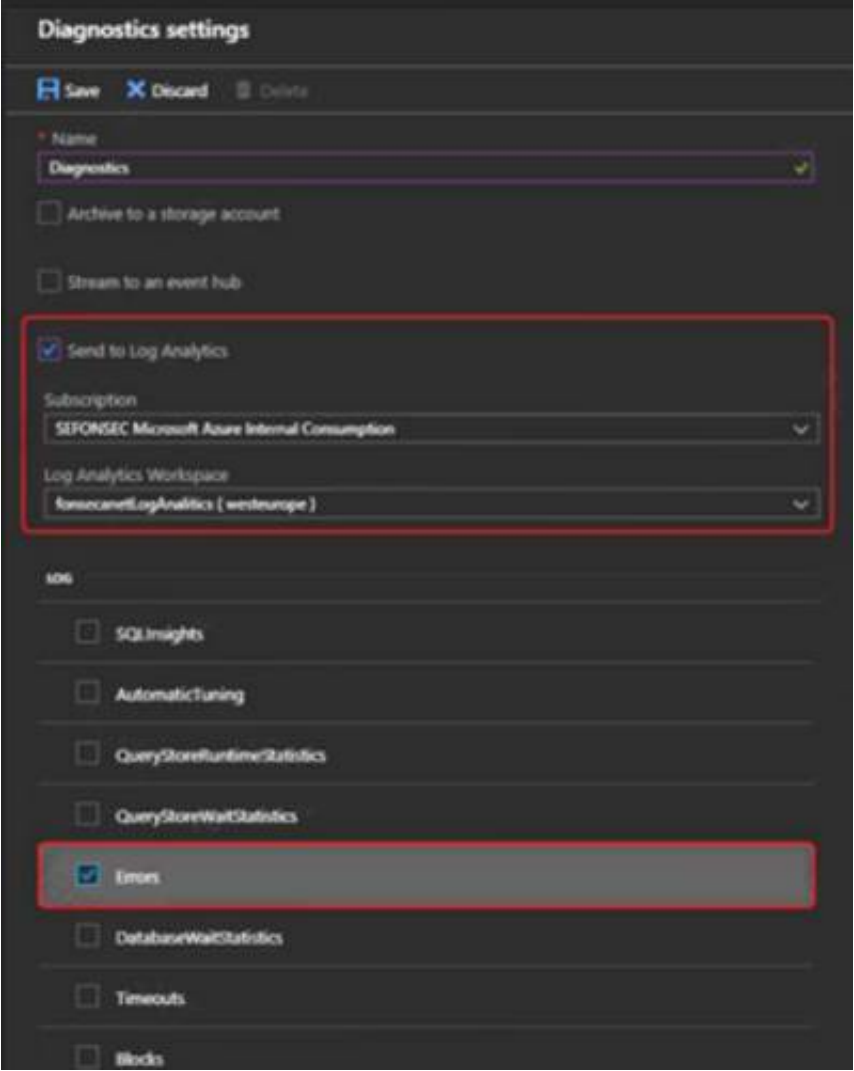 Diagnostics settings
Save Discard Delete
* Name
Diagnostics
Archive to a storage account
Stream to an event hub
Send to Log Analytics
Subscription
SEFONSEC Microsoft Azure Internal Consumption
Log Analytics Workspace
fonsecanetLogAnalitics ( westeurope )
LOG
SQLInsights
AutomaticTuning
QueryStoreRuntimeStatistics
QueryStoreWaitStatistics
Errors
DatabaseWaitStatistics
Timeouts
Blocks